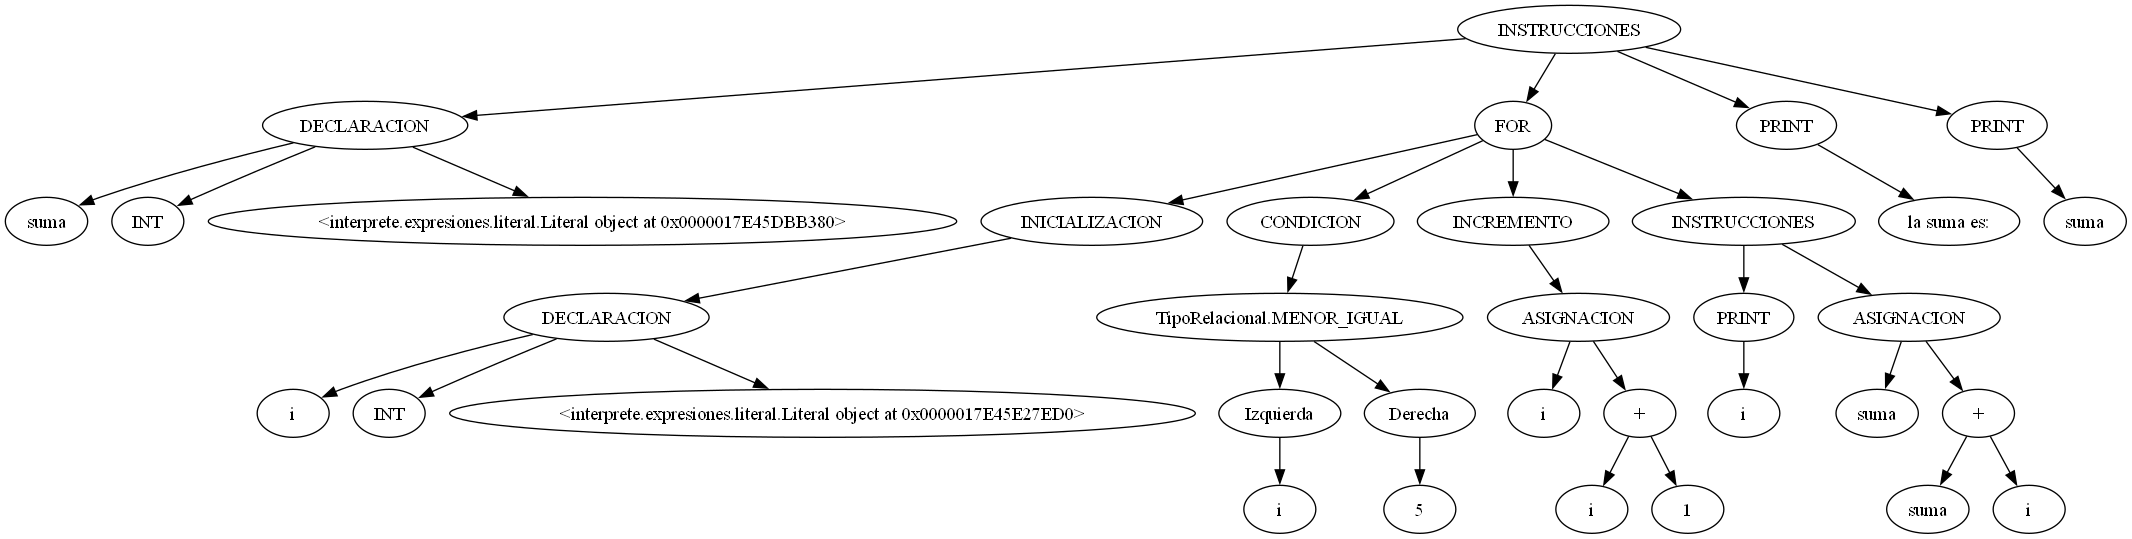 INSTRUCCIONES
DECLARACION
FOR
PRINT
PRINT
suma
INT
<interprete.expresiones.literal.Literal object at 0x0000017E45DBB380>
INICIALIZACION
CONDICION
INCREMENTO
INSTRUCCIONES
la suma es:
suma
DECLARACION
TipoRelacional.MENOR_IGUAL
ASIGNACION
PRINT
ASIGNACION
i
INT
<interprete.expresiones.literal.Literal object at 0x0000017E45E27ED0>
Izquierda
Derecha
i
+
i
suma
+
i
5
i
1
suma
i